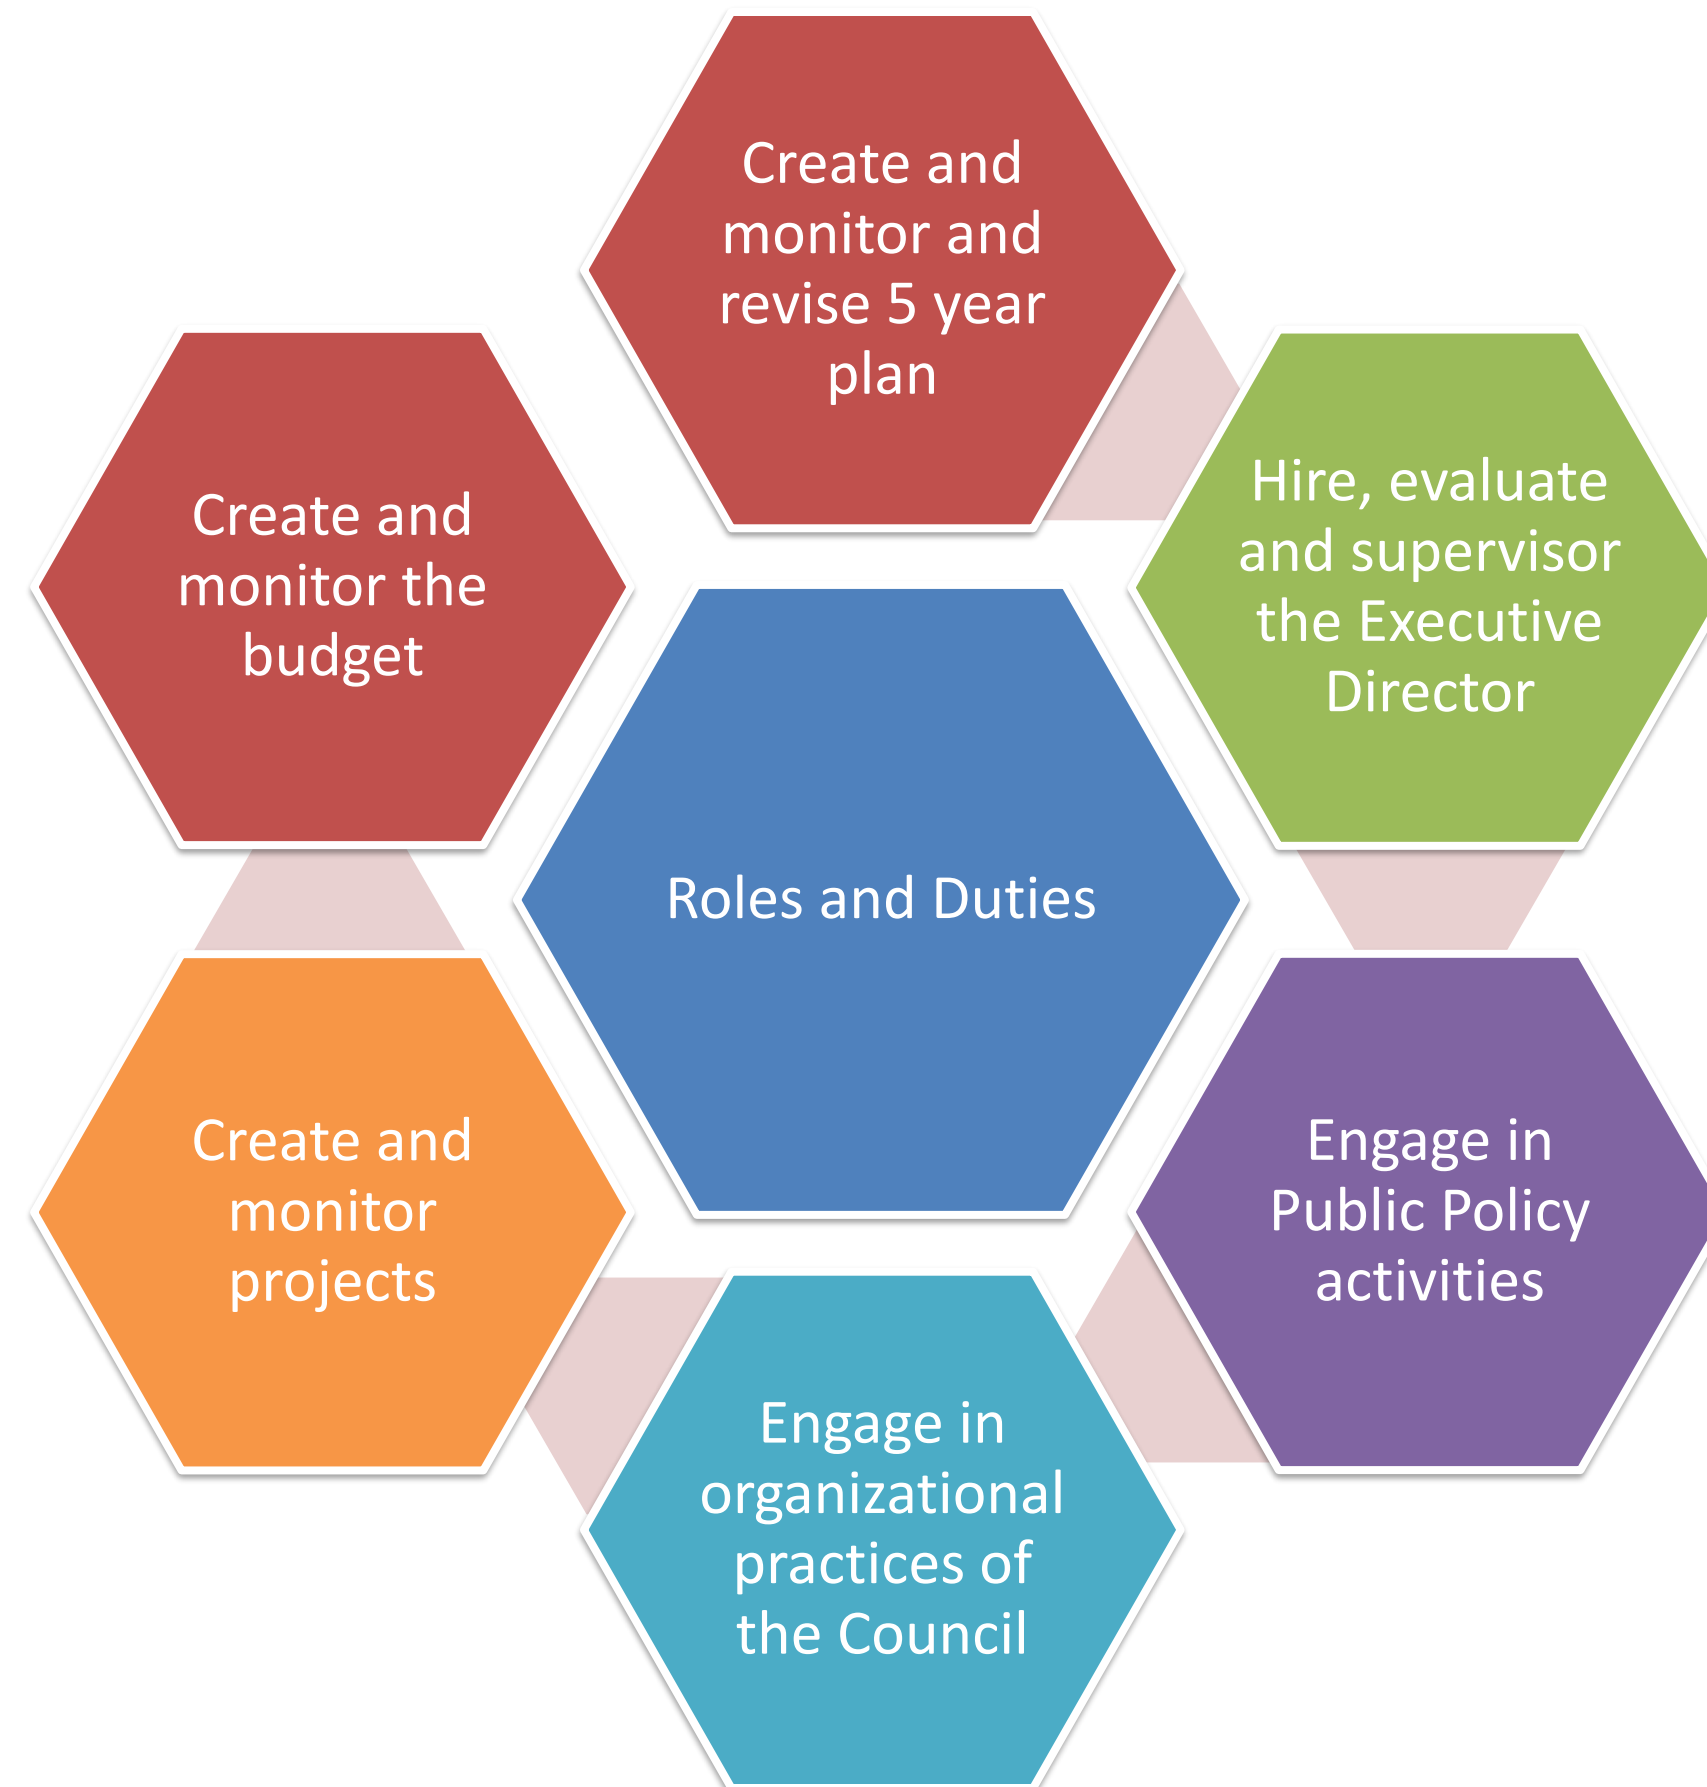 Create and
monitor and
revise 5 year
plan
Hire, evaluate
and supervisor
the Executive
Director
Create and
monitor the
budget
Roles and Duties
Engage in
Public Policy
activities
Create and
monitor
projects
Engage in
organizational
practices of
the Council